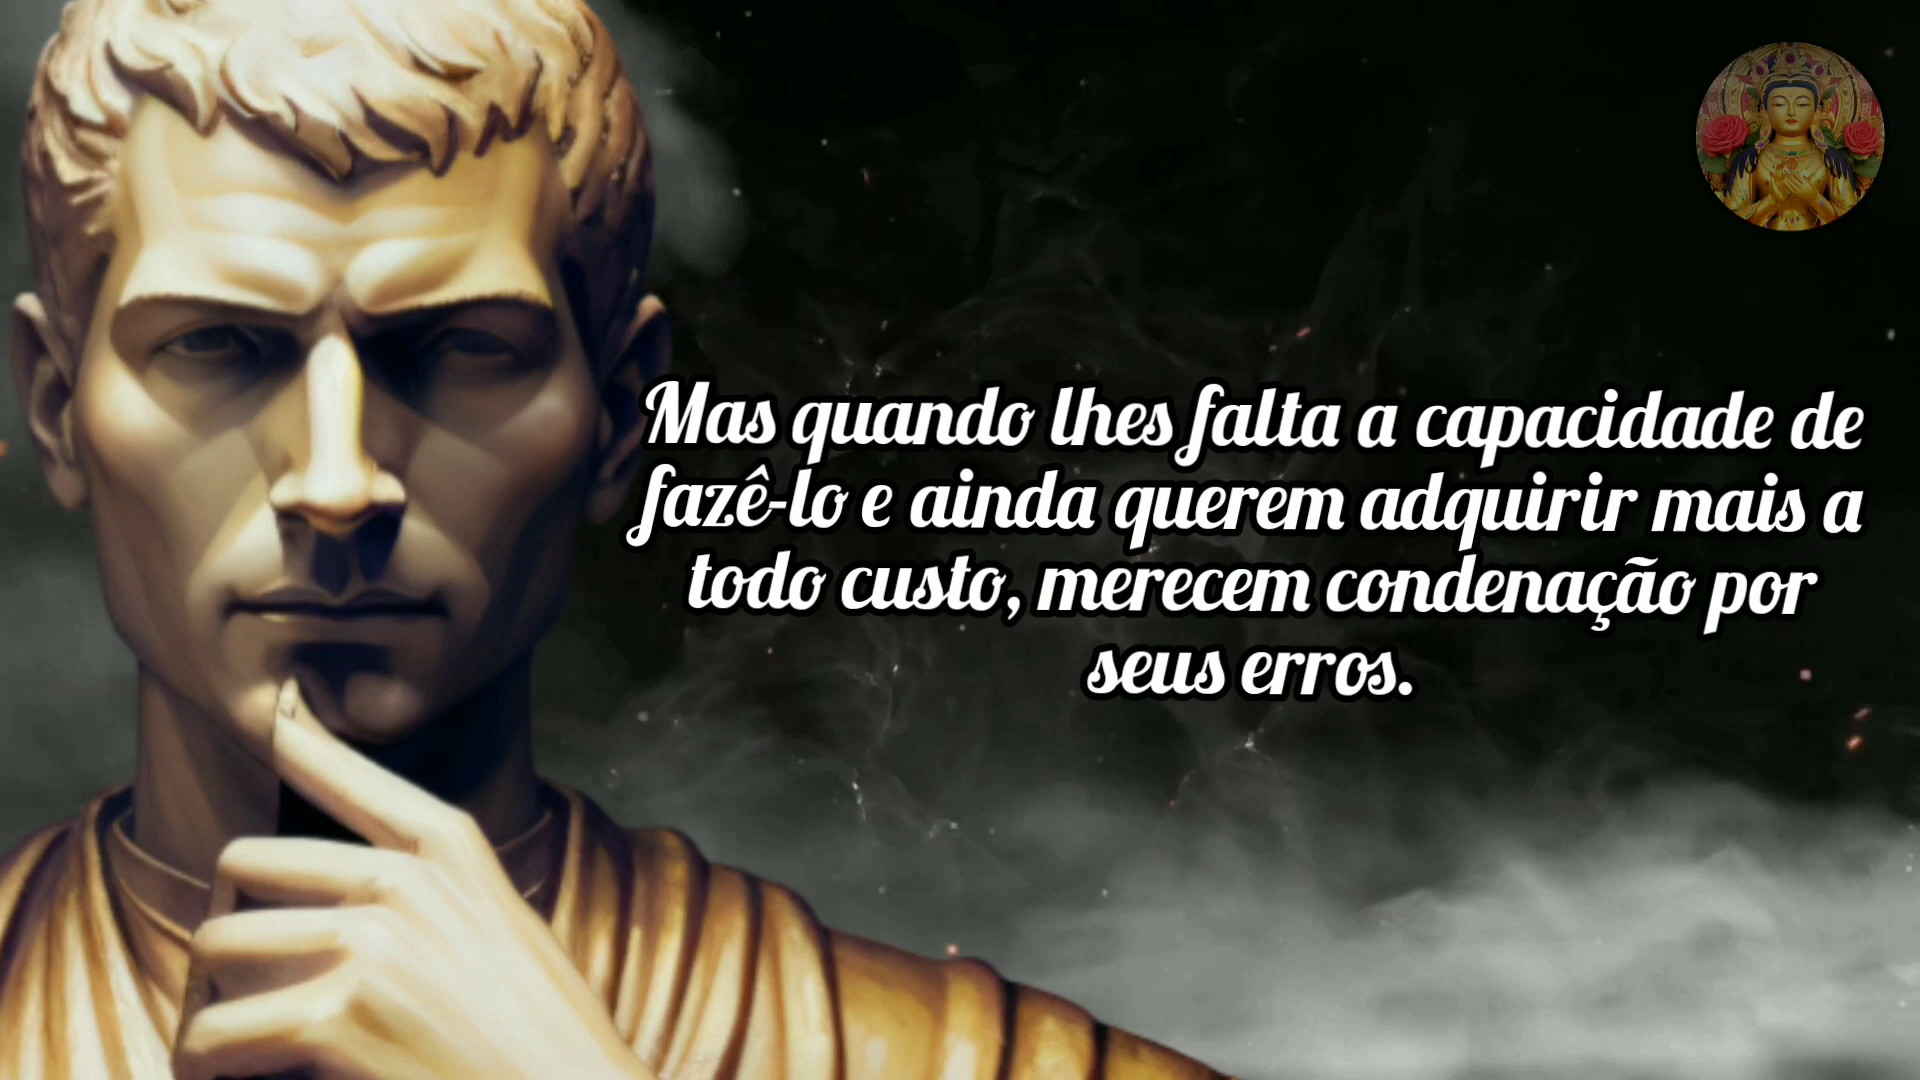 Mas quando lhes falta a capacidade de
fazê-lo e ainda querem adquirir mais a
todo custo, merecem condenação por
seus erros.